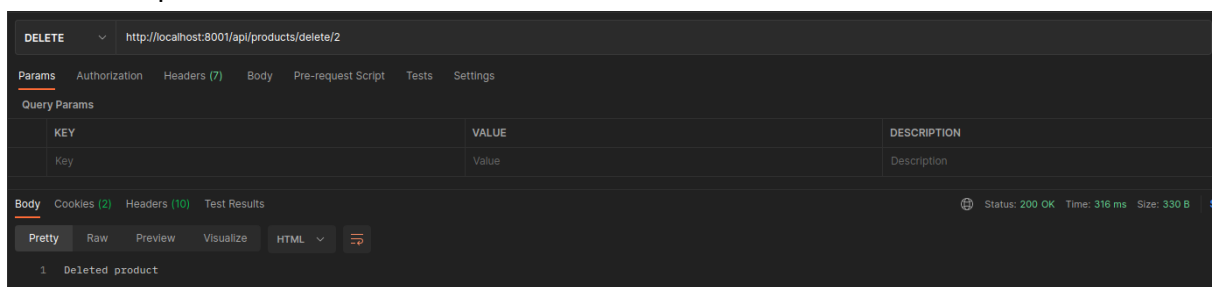 DELETE http://localhost:8001/api/products/delete/2
Params Authorization Headers (7) Body Pre-request Script Tests Settings
Query Params
KEY VALUE DESCRIPTION
Key Value Description
Body Cookies (2) Headers (10) Test Results Status: 200 OK Time: 316 ms Size: 330 B
Pretty Raw Preview Visualize HTML
1 Deleted product